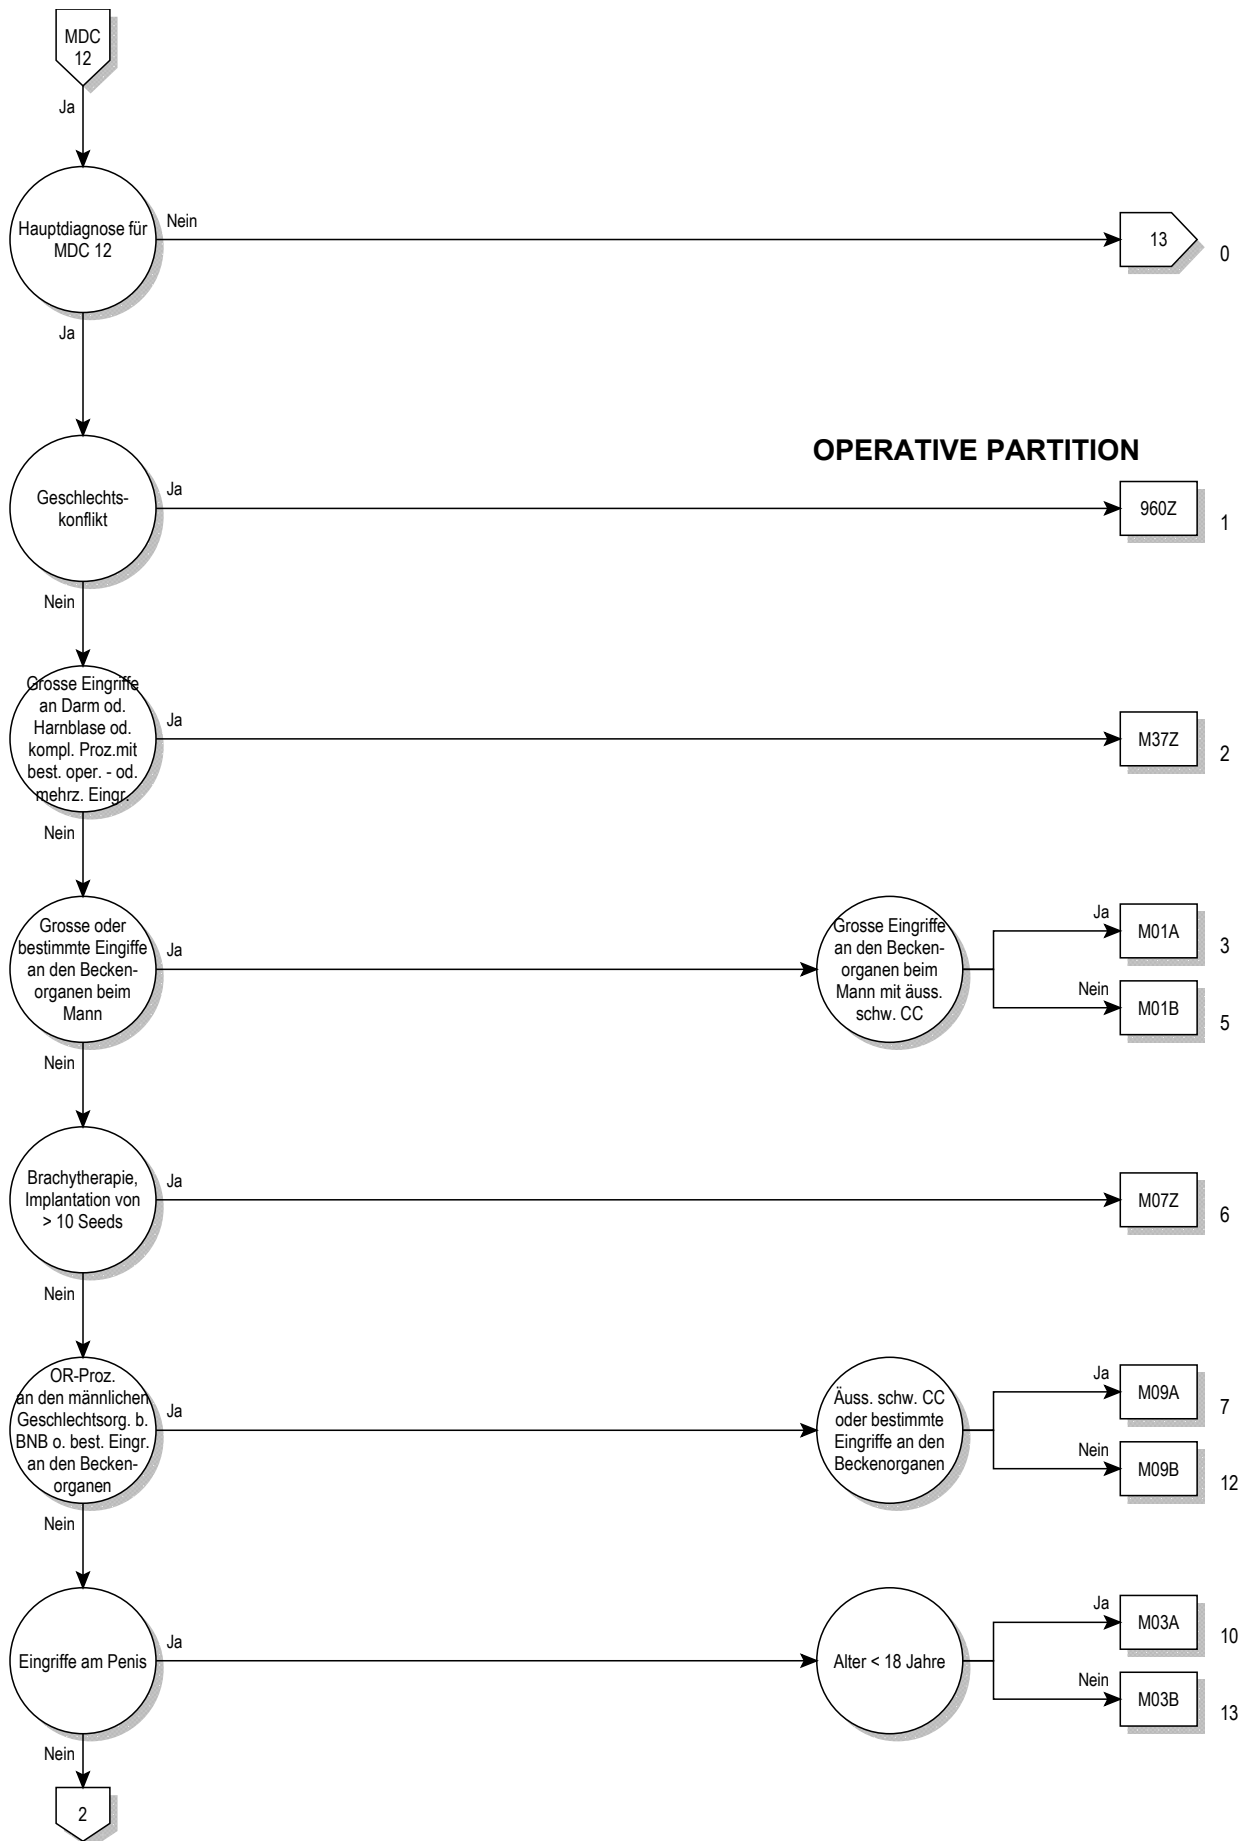 MDC
12
Ja
Hauptdiagnose für
MDC 12
Nein
13
0
Ja
OPERATIVE PARTITION
Geschlechts-
konflikt
Ja
960Z
1
Nein
Grosse Eingriffe
an Darm od.
Harnblase od.
kompl. Proz.mit
best. oper. - od.
mehrz. Eingr.
Ja
M37Z
2
Nein
Grosse oder
bestimmte Eingiffe
an den Becken-
organen beim
Mann
Ja
Grosse Eingriffe
an den Becken-
organen beim
Mann mit äuss.
schw. CC
Ja
M01A
3
Nein
M01B
5
Nein
Brachytherapie,
Implantation von
> 10 Seeds
Ja
M07Z
6
Nein
OR-Proz.
an den männlichen
Geschlechtsorg. b.
BNB o. best. Eingr.
an den Becken-
organen
Ja
Äuss. schw. CC
oder bestimmte
Eingriffe an den
Beckenorganen
Ja
M09A
7
Nein
M09B
12
Nein
Eingriffe am Penis
Ja
Alter < 18 Jahre
Ja
M03A
10
Nein
M03B
13
Nein
2